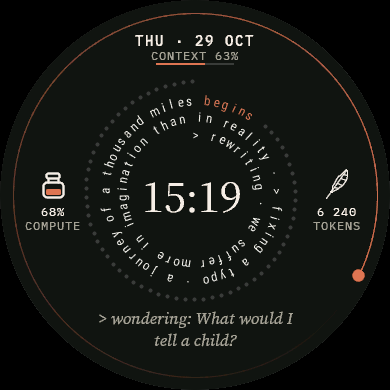 THU · 29 OCT
CONTEXT 63%
> rewriting · we suffer more in imagination than in reality · > fixing a typo · a journey of a thousand miles begins
15:19
68%
COMPUTE
6 240
TOKENS
> wondering: What would I
tell a child?